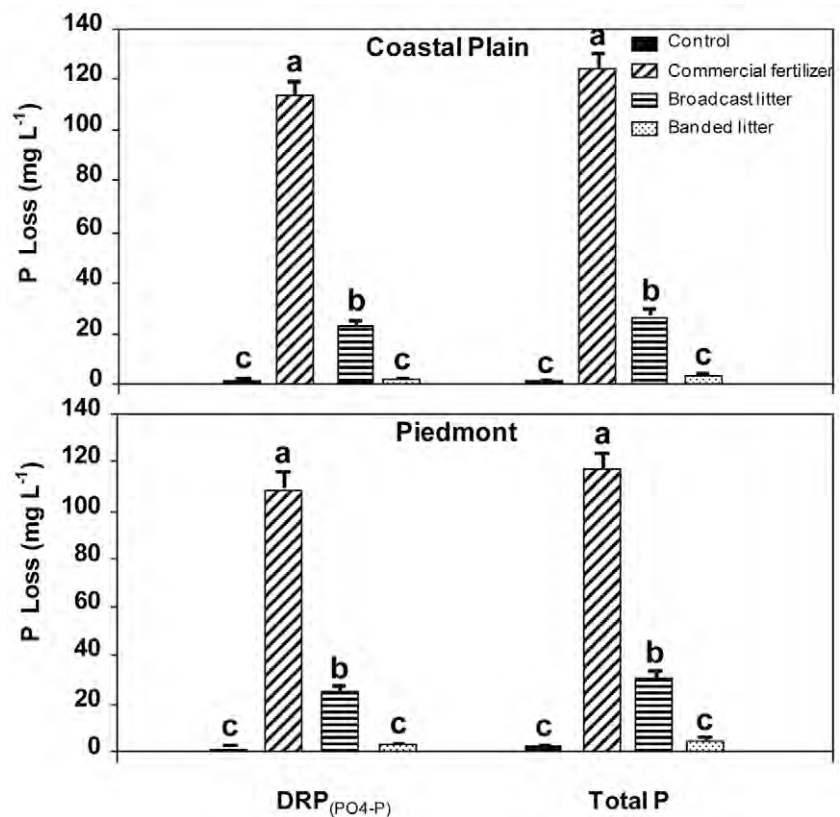 Coastal Plain
Control
Commercial fertilizer
Broadcast litter
Banded litter
P Loss (mg L⁻¹)
140
120
100
80
60
40
20
0
c
a
b
c
c
a
b
c
Piedmont
P Loss (mg L⁻¹)
140
120
100
80
60
40
20
0
c
a
b
c
c
a
b
c
DRP(PO4-P) Total P